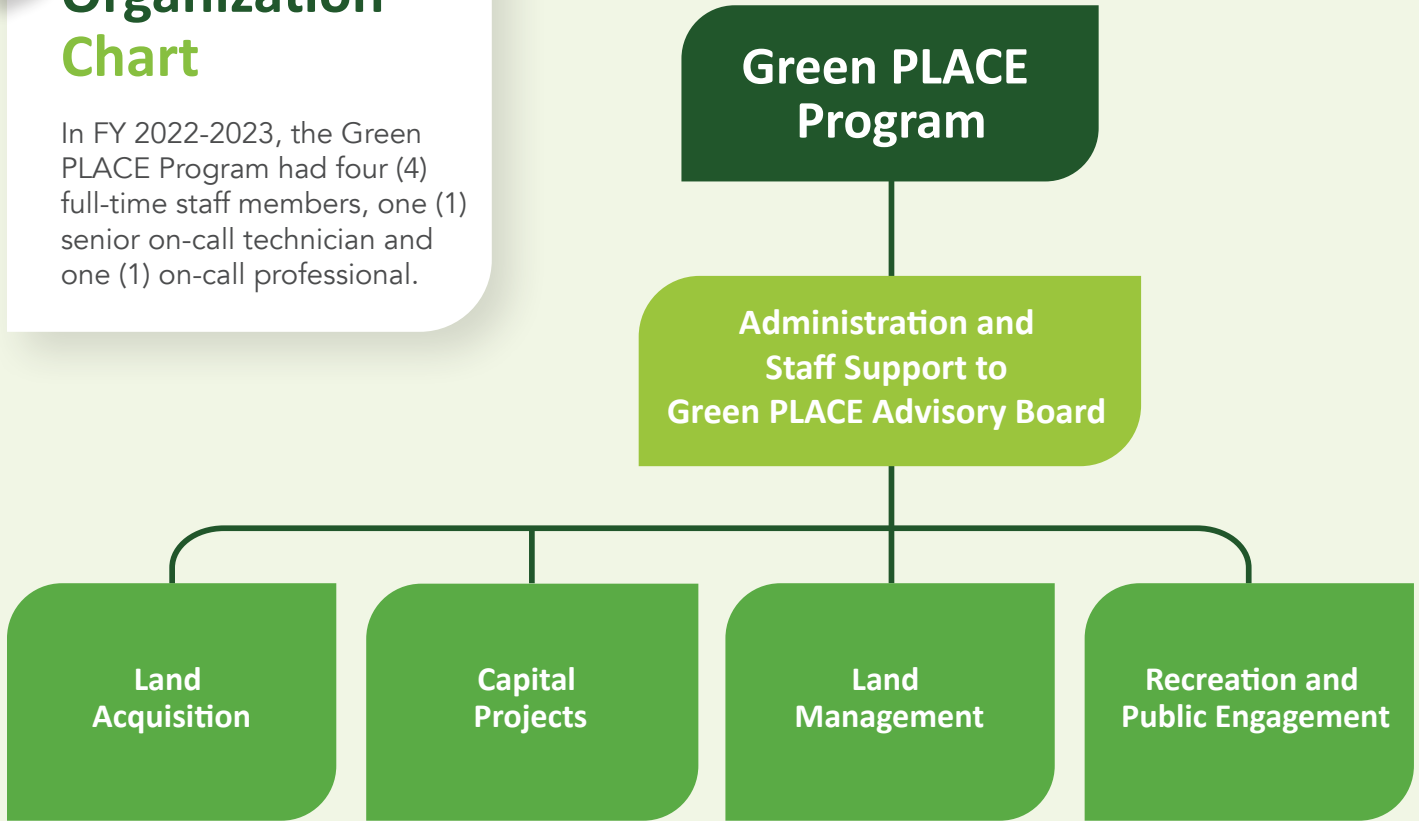 Organization
Chart
In FY 2022-2023, the Green
PLACE Program had four (4)
full-time staff members, one (1)
senior on-call technician and
one (1) on-call professional.
Green PLACE
Program
Administration and
Staff Support to
Green PLACE Advisory Board
Land
Acquisition
Capital
Projects
Land
Management
Recreation and
Public Engagement